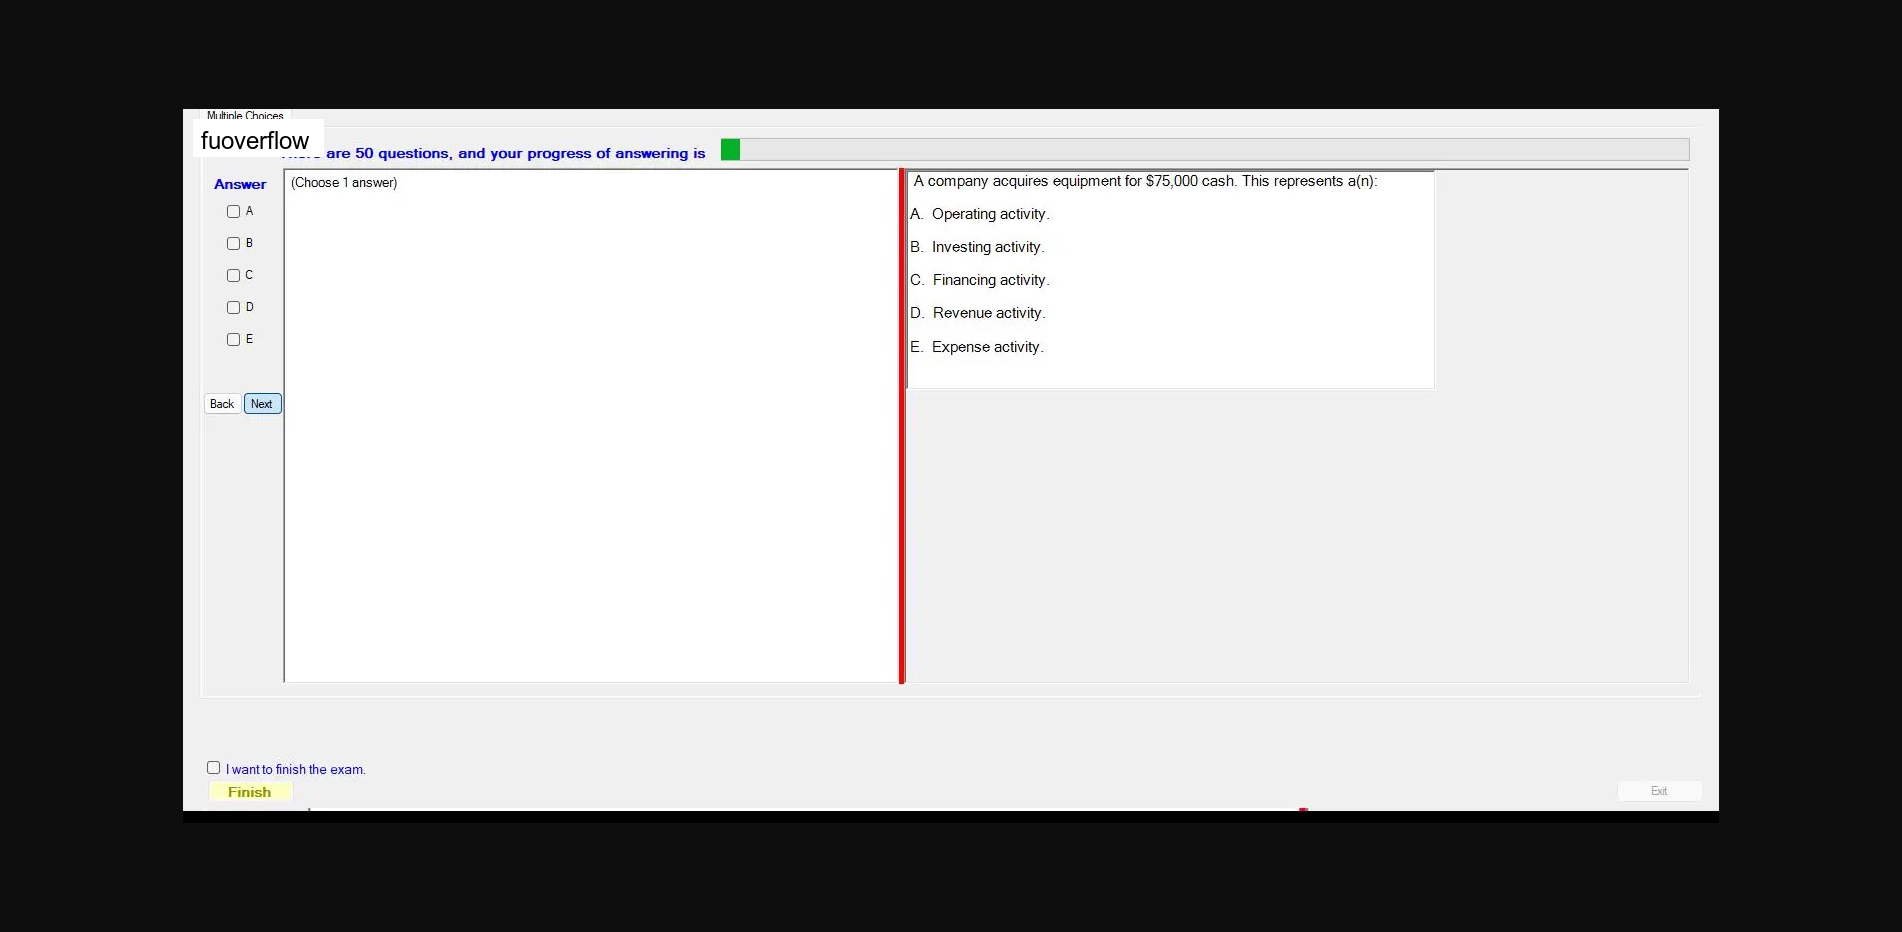 Multiple Choices
fuoverflow
are 50 questions, and your progress of answering is
Answer
(Choose 1 answer)
A
B
C
D
E
Back Next
A company acquires equipment for $75,000 cash. This represents a(n):
A. Operating activity.
B. Investing activity.
C. Financing activity.
D. Revenue activity.
E. Expense activity.
I want to finish the exam.
Finish
Exit